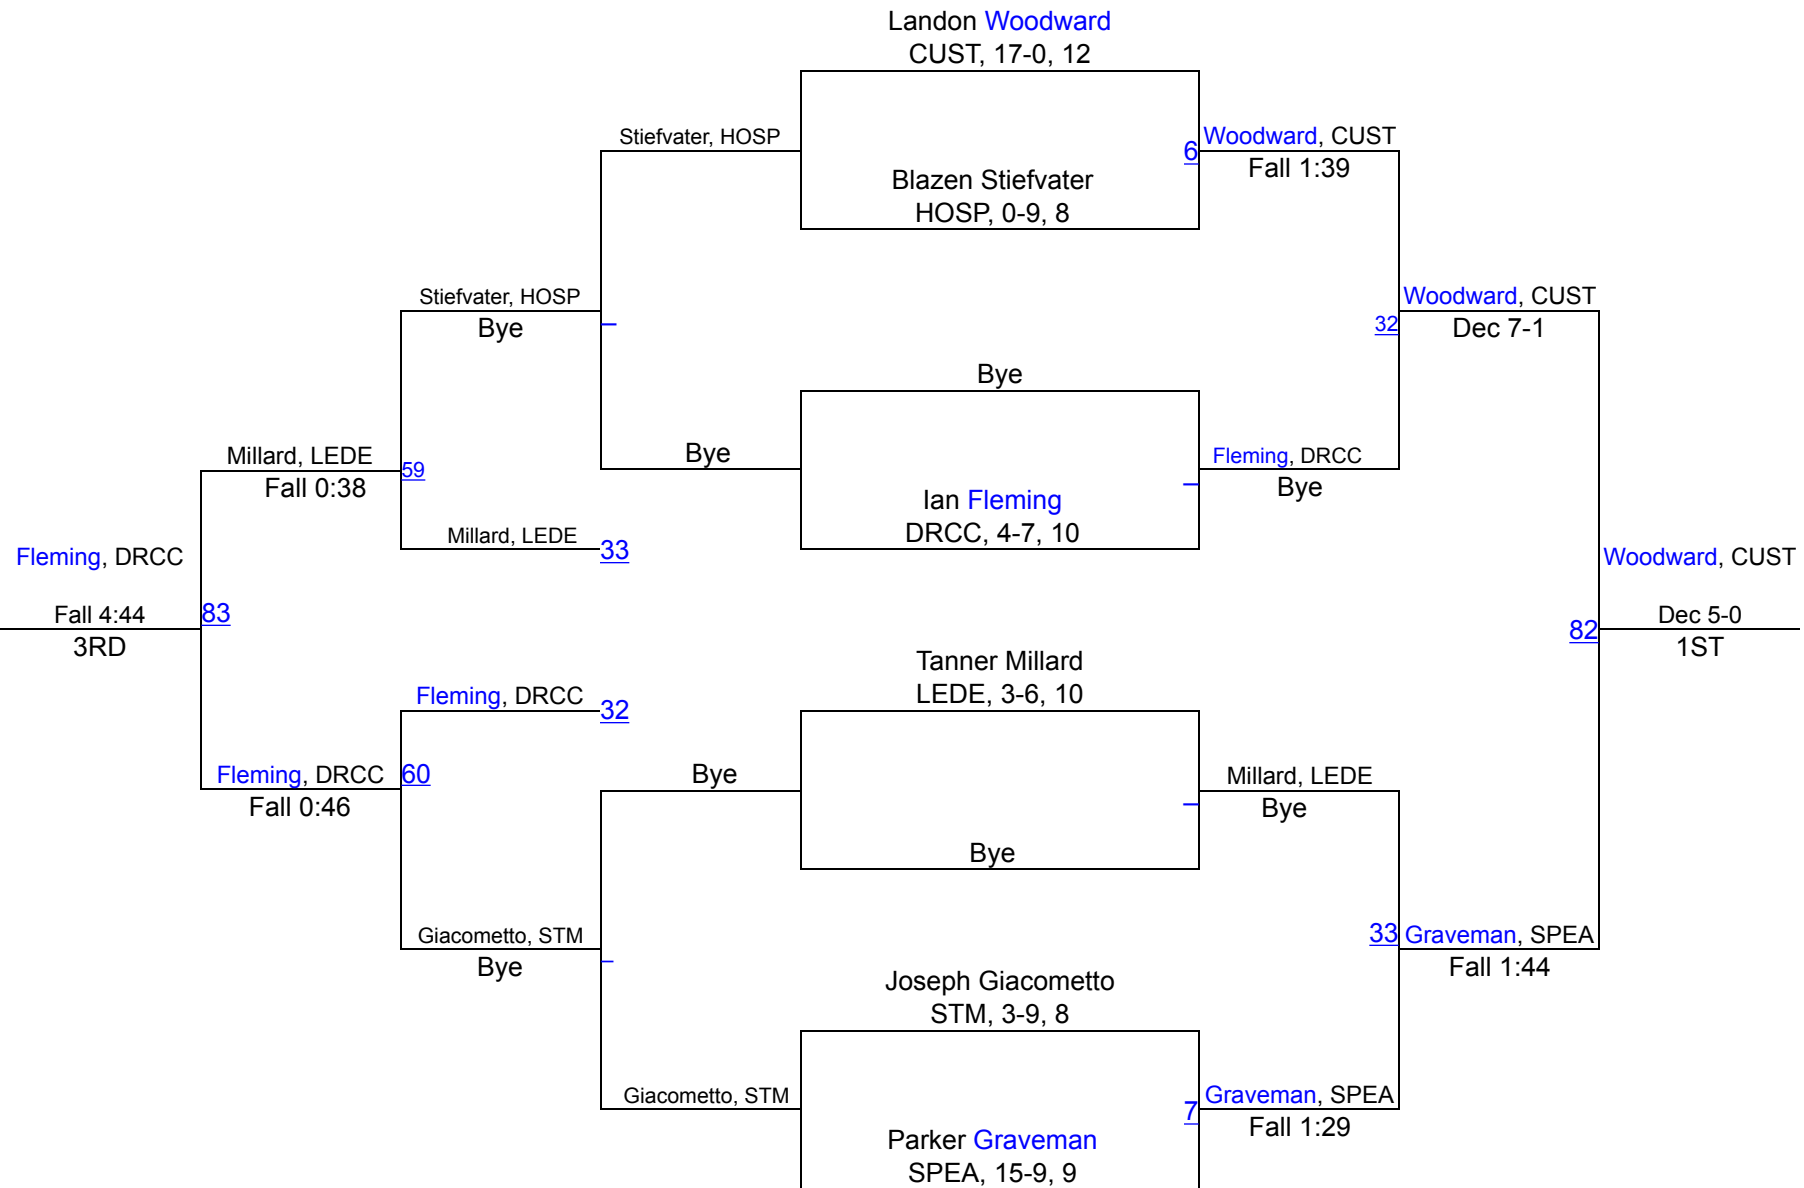 Landon Woodward
CUST, 17-0, 12
Stiefvater, HOSP
6
Woodward, CUST
Fall 1:39
Blazen Stiefvater
HOSP, 0-9, 8
Stiefvater, HOSP
Bye
Woodward, CUST
32
Dec 7-1
Bye
Millard, LEDE
59
Fall 0:38
Bye
Fleming, DRCC
Bye
Ian Fleming
DRCC, 4-7, 10
Millard, LEDE
33
Fleming, DRCC
Woodward, CUST
Fall 4:44
83
3RD
82
Dec 5-0
1ST
Tanner Millard
LEDE, 3-6, 10
Fleming, DRCC
32
Fleming, DRCC
60
Fall 0:46
Bye
Millard, LEDE
Bye
Bye
Giacometto, STM
Bye
33
Graveman, SPEA
Fall 1:44
Joseph Giacometto
STM, 3-9, 8
Giacometto, STM
7
Graveman, SPEA
Fall 1:29
Parker Graveman
SPEA, 15-9, 9